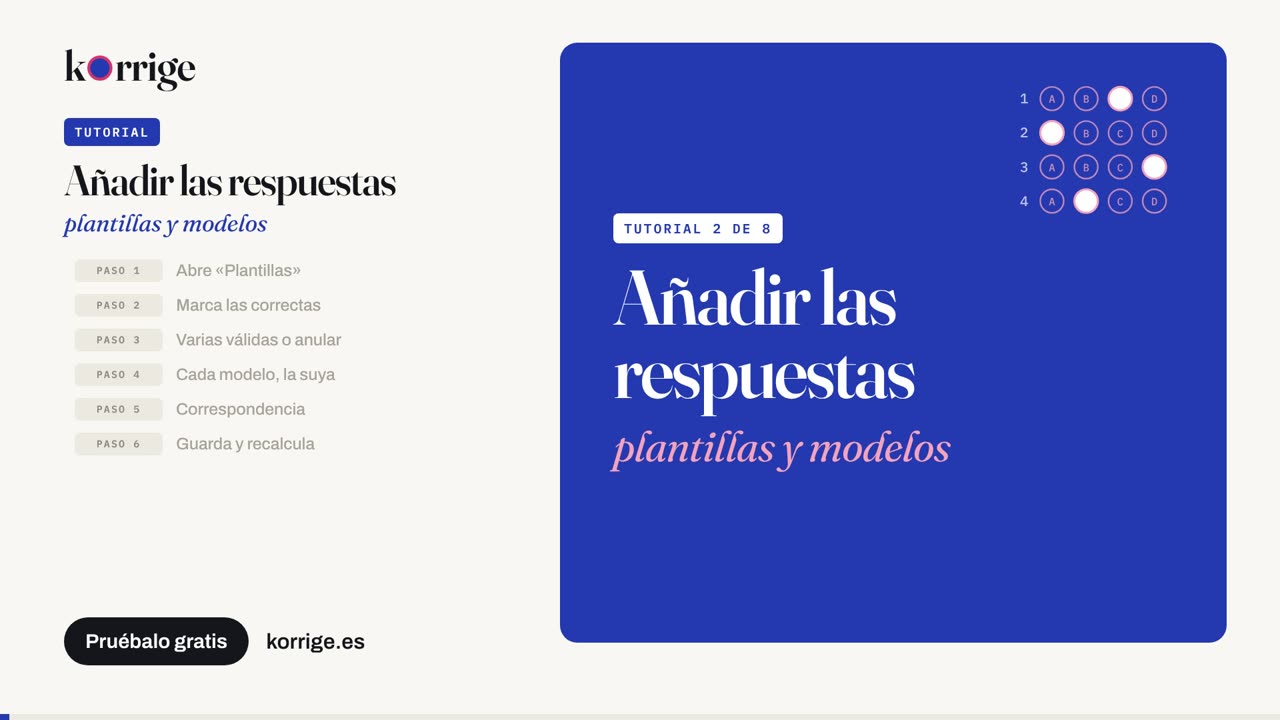 korrige
TUTORIAL
Añadir las respuestas
plantillas y modelos
PASO 1 Abre «Plantillas»
PASO 2 Marca las correctas
PASO 3 Varias válidas o anular
PASO 4 Cada modelo, la suya
PASO 5 Correspondencia
PASO 6 Guarda y recalcula
Pruébalo gratis korrige.es
1 A B D
2 B C D
3 A B C
4 A C D
TUTORIAL 2 DE 8
Añadir las
respuestas
plantillas y modelos